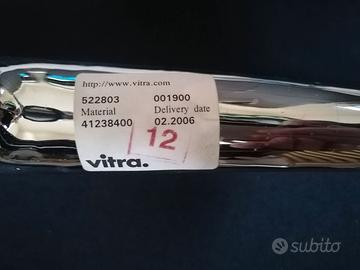 http://www.vitra.com
522803 001900
Material Delivery date
41238400 02.2006
12
vitra.
subito